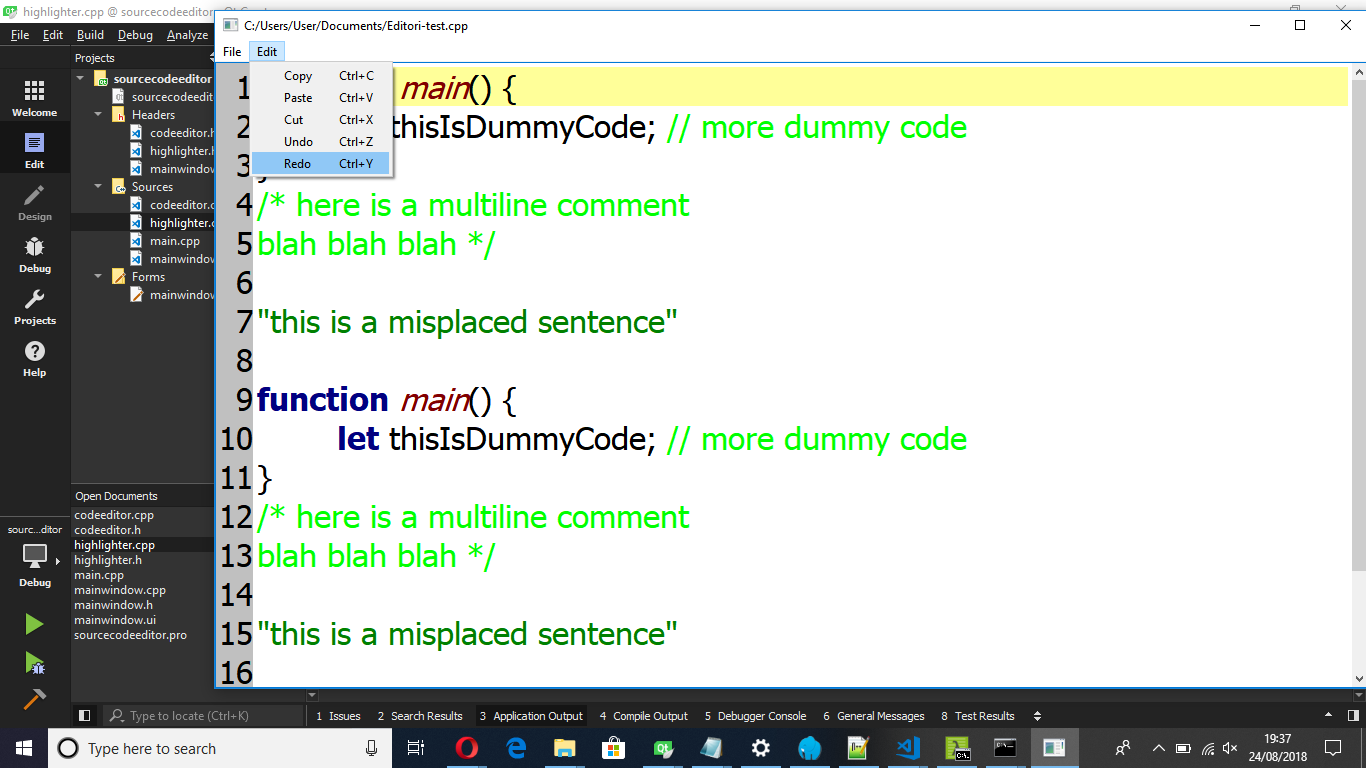 highlighter.cpp @ sourcecodeeditor
File Edit Build Debug Analyze
Projects
sourcecodeeditor
sourcecodeedit
Headers
codeeditor.h
highlighter.h
mainwindow
Sources
codeeditor.c
highlighter.c
main.cpp
mainwindow
Forms
mainwindow
Welcome
Edit
Design
Debug
Projects
Help
sourc...ditor
Debug
Open Documents
codeeditor.cpp
codeeditor.h
highlighter.cpp
highlighter.h
main.cpp
mainwindow.cpp
mainwindow.h
mainwindow.ui
sourcecodeeditor.pro
C:/Users/User/Documents/Editori-test.cpp
File Edit
Copy Ctrl+C
Paste Ctrl+V
Cut Ctrl+X
Undo Ctrl+Z
Redo Ctrl+Y
1 main() {
2 thisIsDummyCode; // more dummy code
3 }
4 /* here is a multiline comment
5 blah blah blah */
6
7 "this is a misplaced sentence"
8
9 function main() {
10 let thisIsDummyCode; // more dummy code
11 }
12 /* here is a multiline comment
13 blah blah blah */
14
15 "this is a misplaced sentence"
16
Type to locate (Ctrl+K)
1 Issues 2 Search Results 3 Application Output 4 Compile Output 5 Debugger Console 6 General Messages 8 Test Results
Type here to search
19:37
24/08/2018